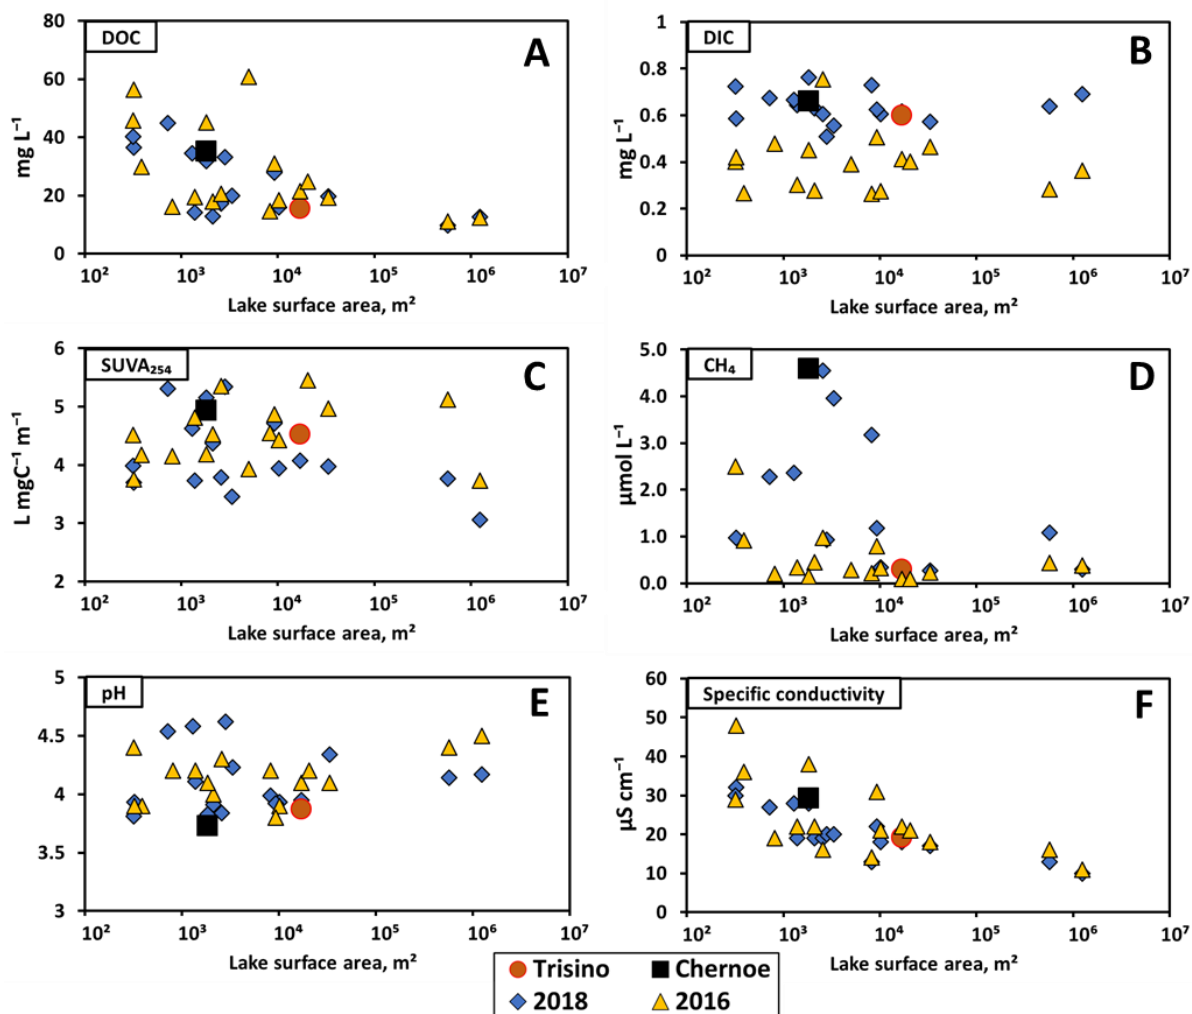 DOC
A
80
60
40
20
0
mg L⁻¹
10² 10³ 10⁴ 10⁵ 10⁶ 10⁷
Lake surface area, m²
DIC
B
1
0.8
0.6
0.4
0.2
0
mg L⁻¹
10² 10³ 10⁴ 10⁵ 10⁶ 10⁷
Lake surface area, m²
SUVA₂₅₄
C
6
5
4
3
2
L mgC⁻¹ m⁻¹
10² 10³ 10⁴ 10⁵ 10⁶ 10⁷
Lake surface area, m²
CH₄
D
5.0
4.0
3.0
2.0
1.0
0.0
µmol L⁻¹
10² 10³ 10⁴ 10⁵ 10⁶ 10⁷
Lake surface area, m²
pH
E
5
4.5
4
3.5
3
10² 10³ 10⁴ 10⁵ 10⁶ 10⁷
Lake surface area, m²
Specific conductivity
F
60
50
40
30
20
10
0
µS cm⁻¹
10² 10³ 10⁴ 10⁵ 10⁶ 10⁷
Lake surface area, m²
Trisino Chernoe
2018 2016